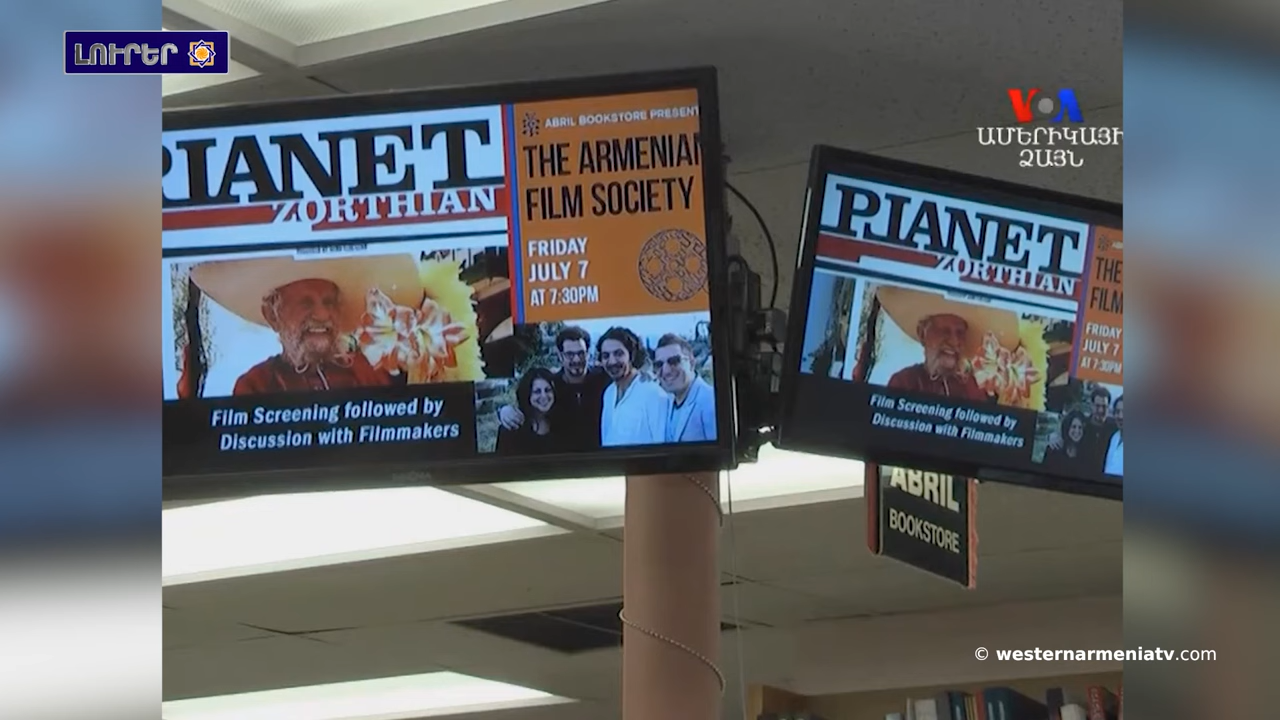 ԼՈՒՐԵՐ
VOA
ԱՄԵՐԻԿԱՅԻ
ՁԱՅՆ
PLANET
ZORTHIAN
ABRIL BOOKSTORE PRESENT
THE ARMENIAN
FILM SOCIETY
FRIDAY
JULY 7
AT 7:30PM
Film Screening followed by
Discussion with Filmmakers
PLANET
ZORTHIAN
THE
FILM
FRIDAY
JULY 7
AT 7:30PM
Film Screening followed by
Discussion with Filmmakers
ABRIL
BOOKSTORE
© westernarmeniatv.com